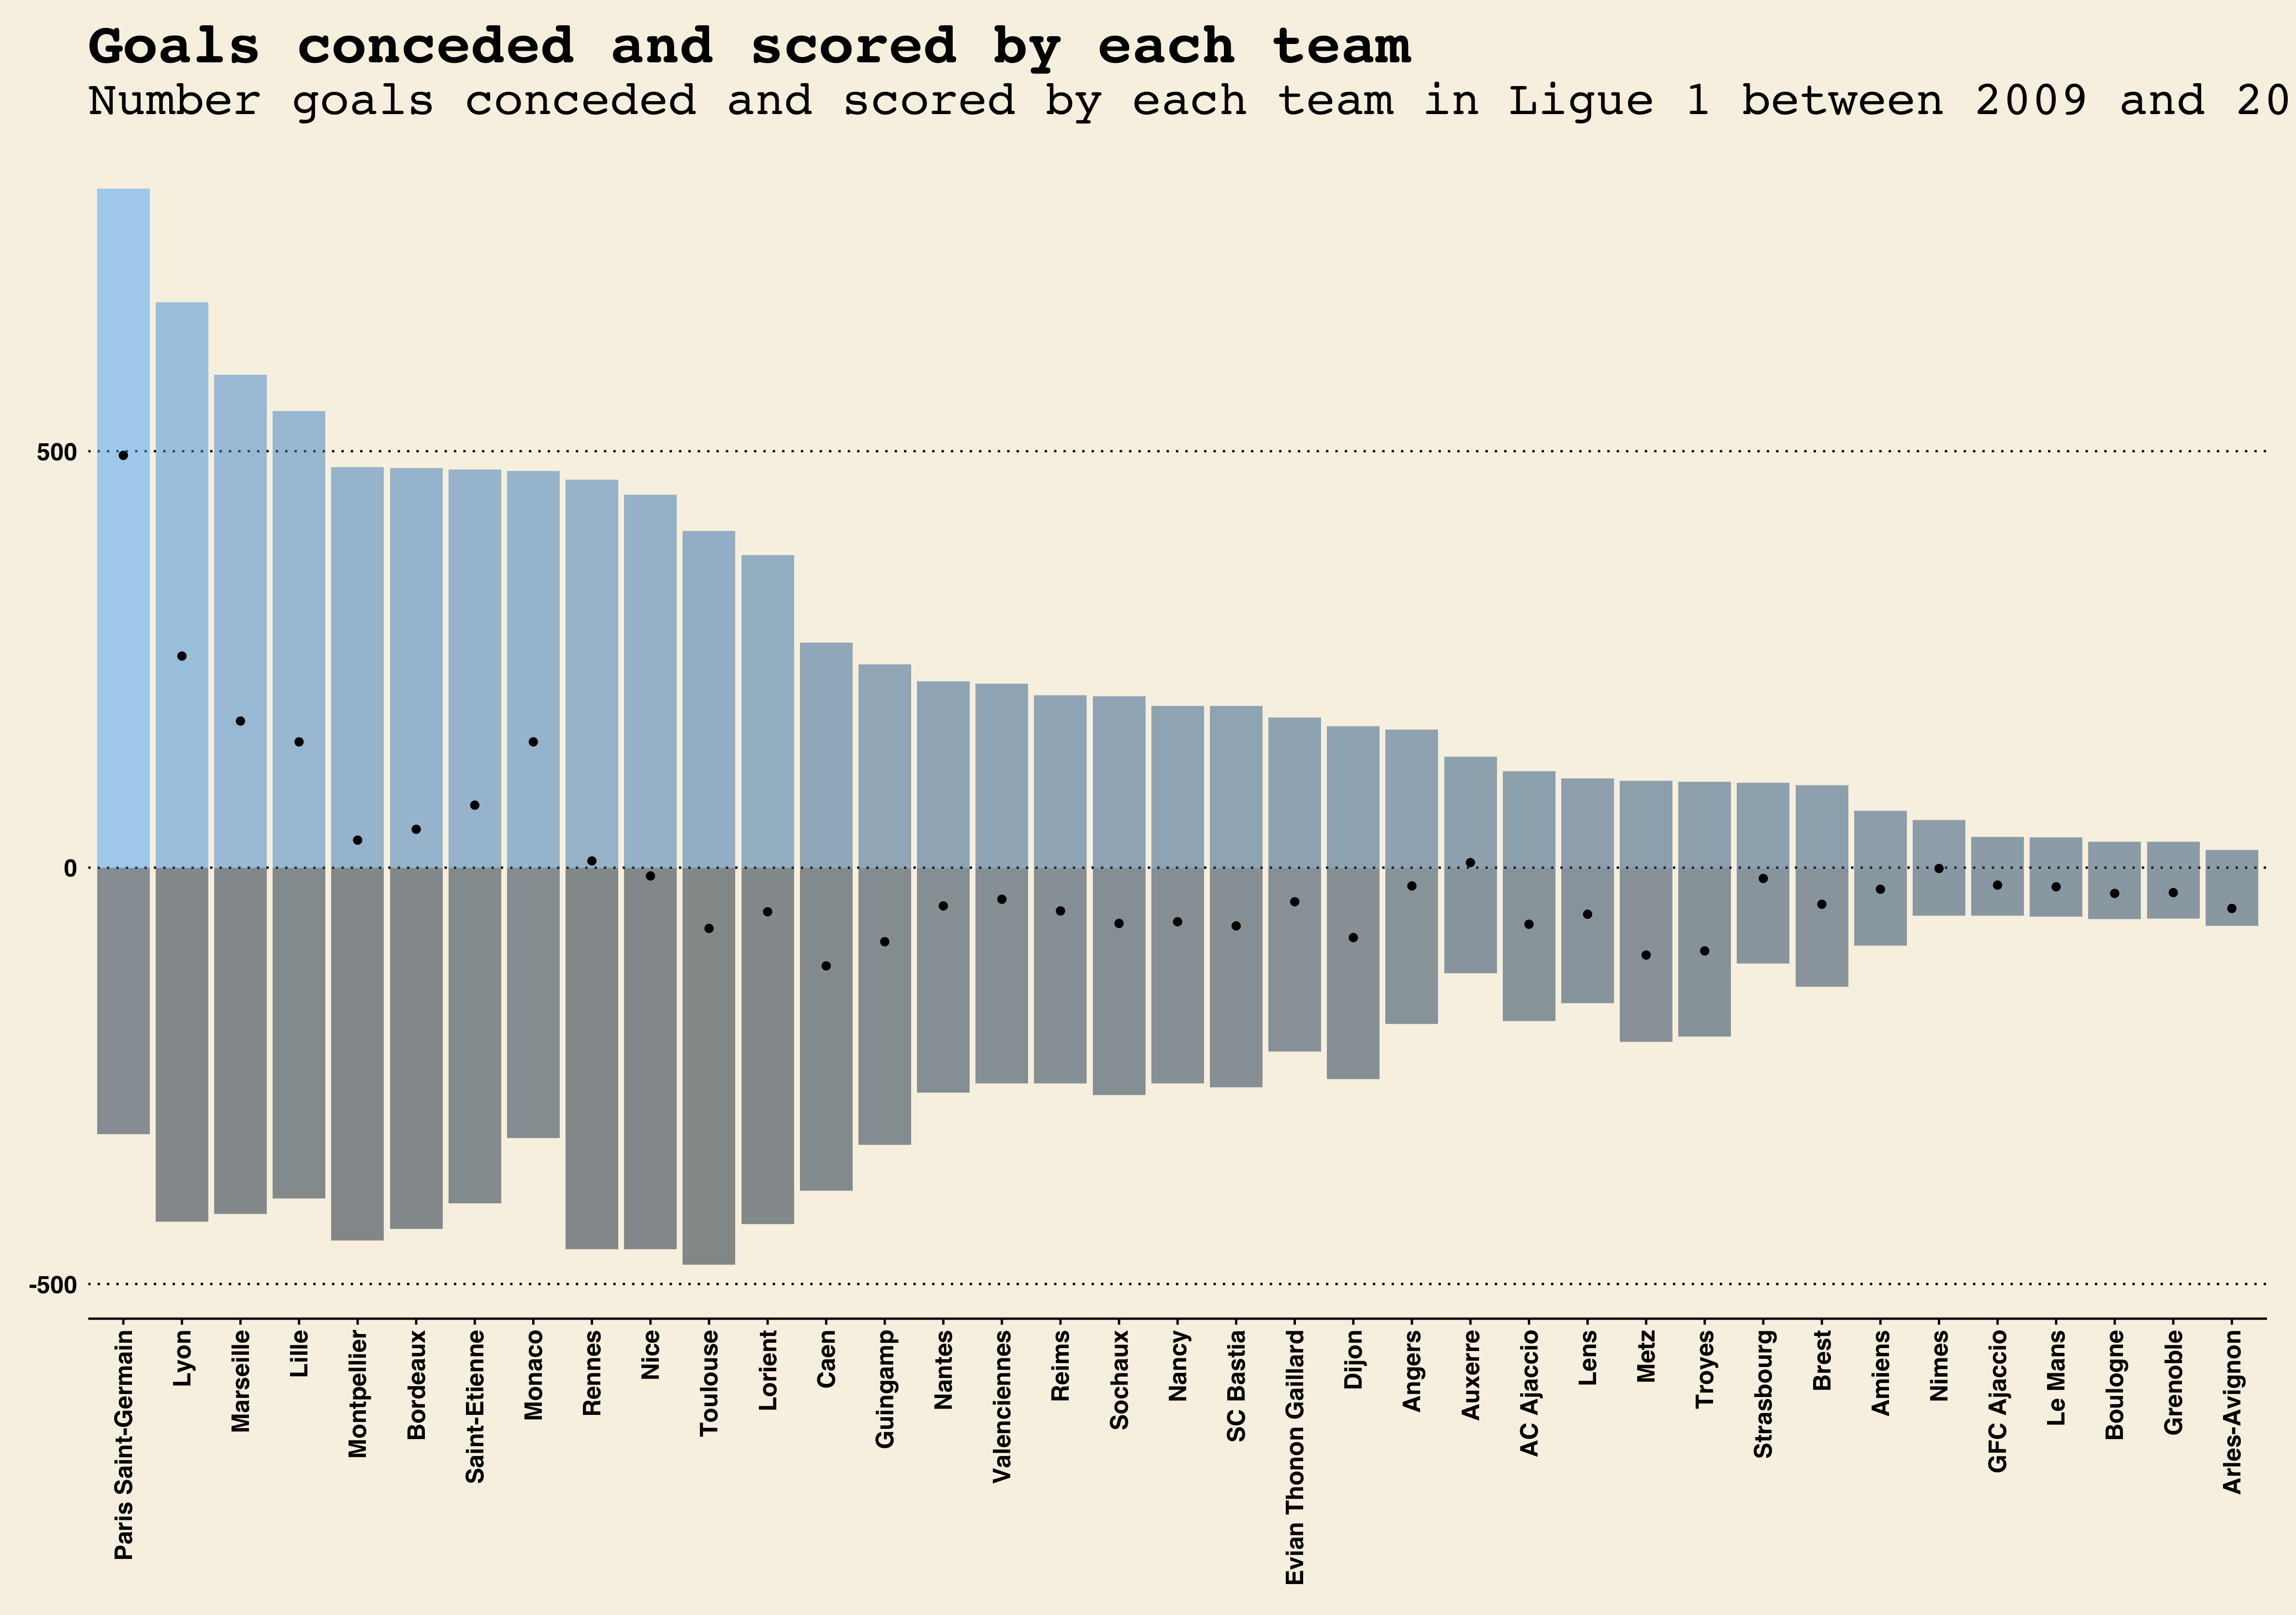 Goals conceded and scored by each team
Number goals conceded and scored by each team in Ligue 1 between 2009 and 20
500
0
-500
Paris Saint-Germain
Lyon
Marseille
Lille
Montpellier
Bordeaux
Saint-Etienne
Monaco
Rennes
Nice
Toulouse
Lorient
Caen
Guingamp
Nantes
Valenciennes
Reims
Sochaux
Nancy
SC Bastia
Evian Thonon Gaillard
Dijon
Angers
Auxerre
AC Ajaccio
Lens
Metz
Troyes
Strasbourg
Brest
Amiens
Nimes
GFC Ajaccio
Le Mans
Boulogne
Grenoble
Arles-Avignon